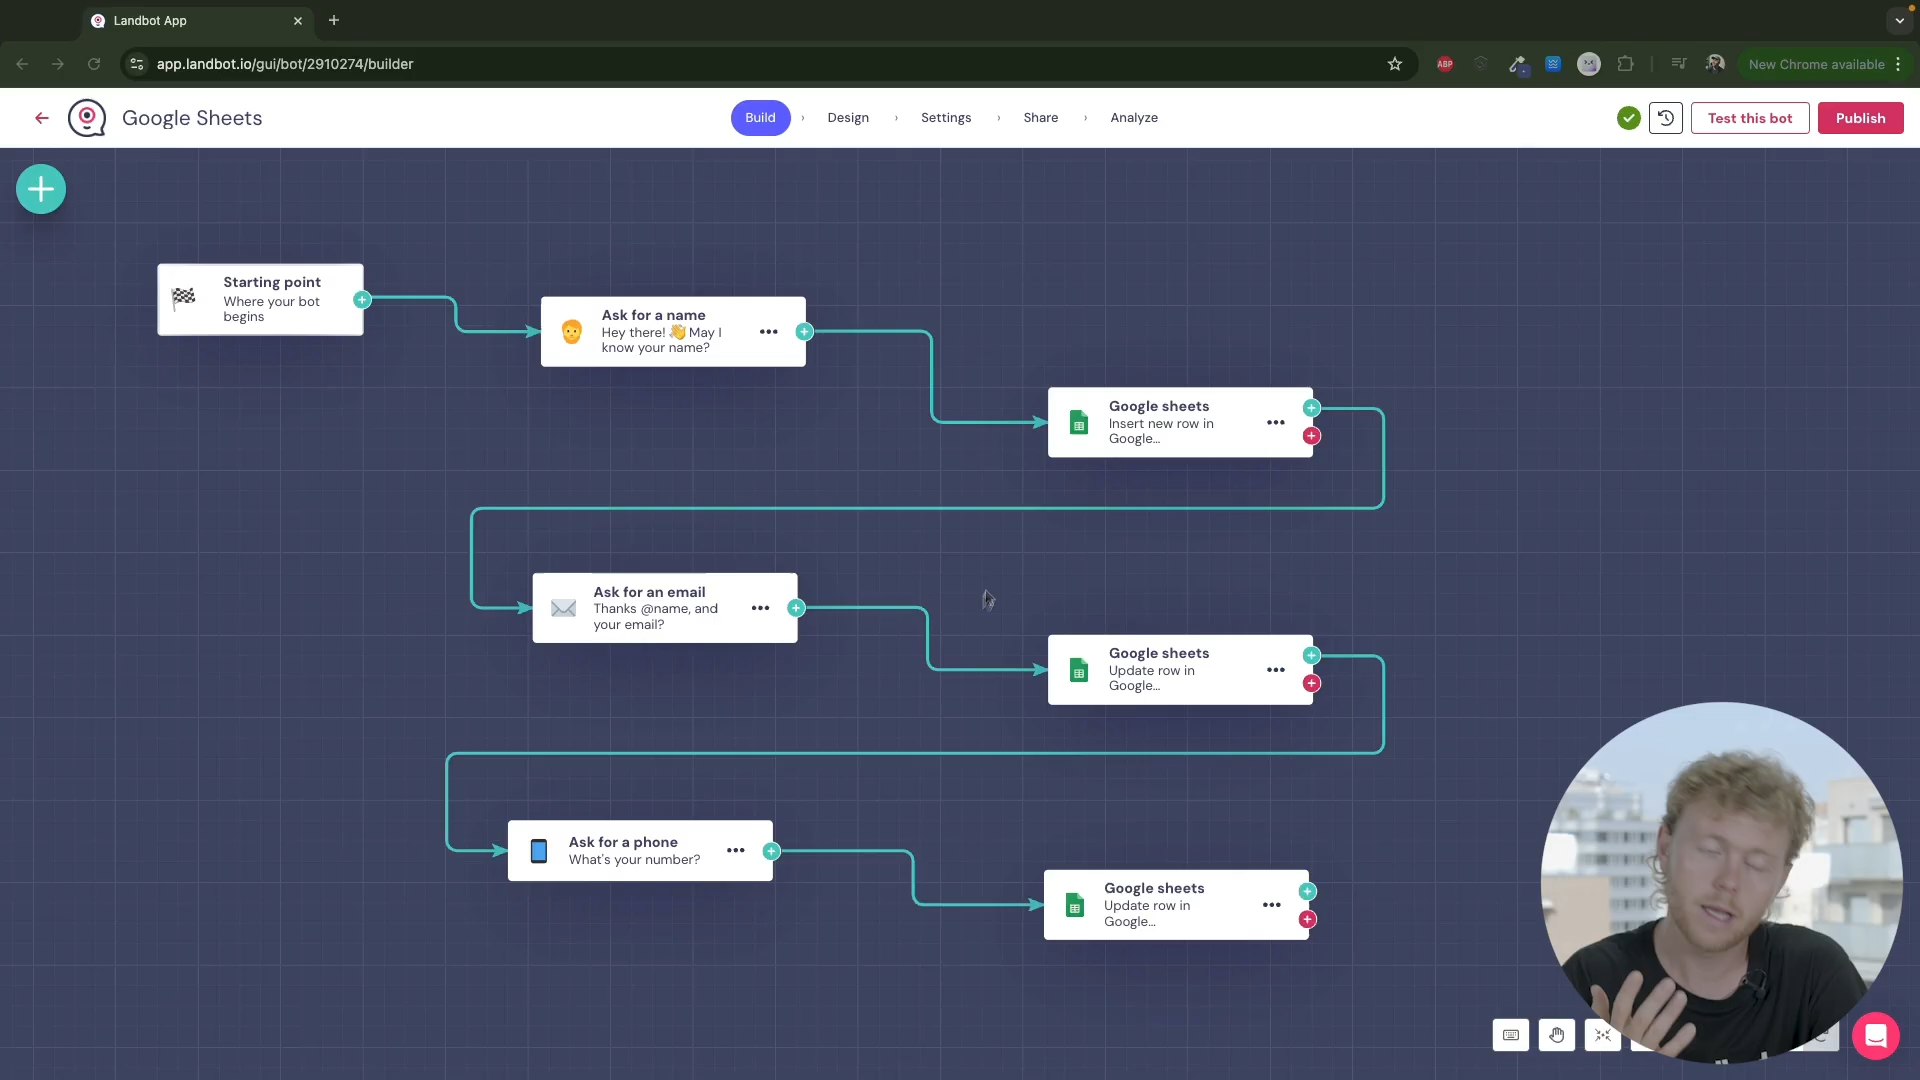 Landbot App
app.landbot.io/gui/bot/2910274/builder
ABP
New Chrome available
Google Sheets
Build
Design
Settings
Share
Analyze
Test this bot
Publish
Starting point
Where your bot
begins
Ask for a name
Hey there! 👋 May I
know your name?
Google sheets
Insert new row in
Google...
Ask for an email
Thanks @name, and
your email?
Google sheets
Update row in
Google...
Ask for a phone
What's your number?
Google sheets
Update row in
Google...